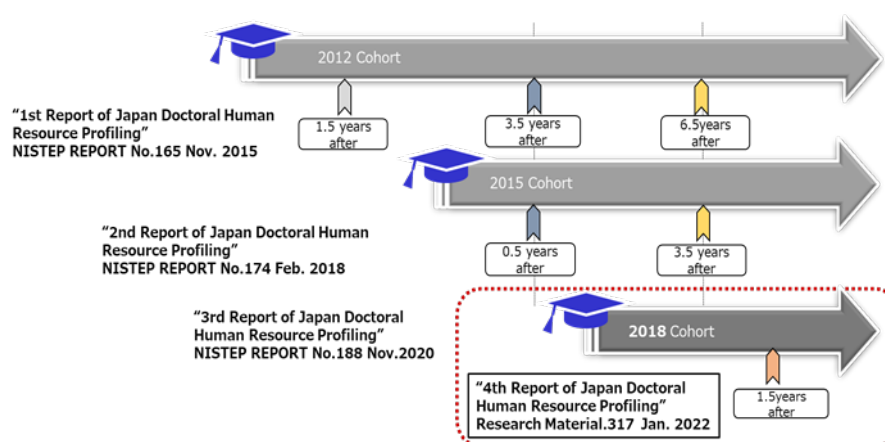 2012 Cohort
“1st Report of Japan Doctoral Human
Resource Profiling”
NISTEP REPORT No.165 Nov. 2015
1.5 years
after
3.5 years
after
6.5years
after
2015 Cohort
“2nd Report of Japan Doctoral Human
Resource Profiling”
NISTEP REPORT No.174 Feb. 2018
0.5 years
after
3.5 years
after
“3rd Report of Japan Doctoral
Human Resource Profiling”
NISTEP REPORT No.188 Nov.2020
2018 Cohort
“4th Report of Japan Doctoral
Human Resource Profiling”
Research Material.317 Jan. 2022
1.5years
after